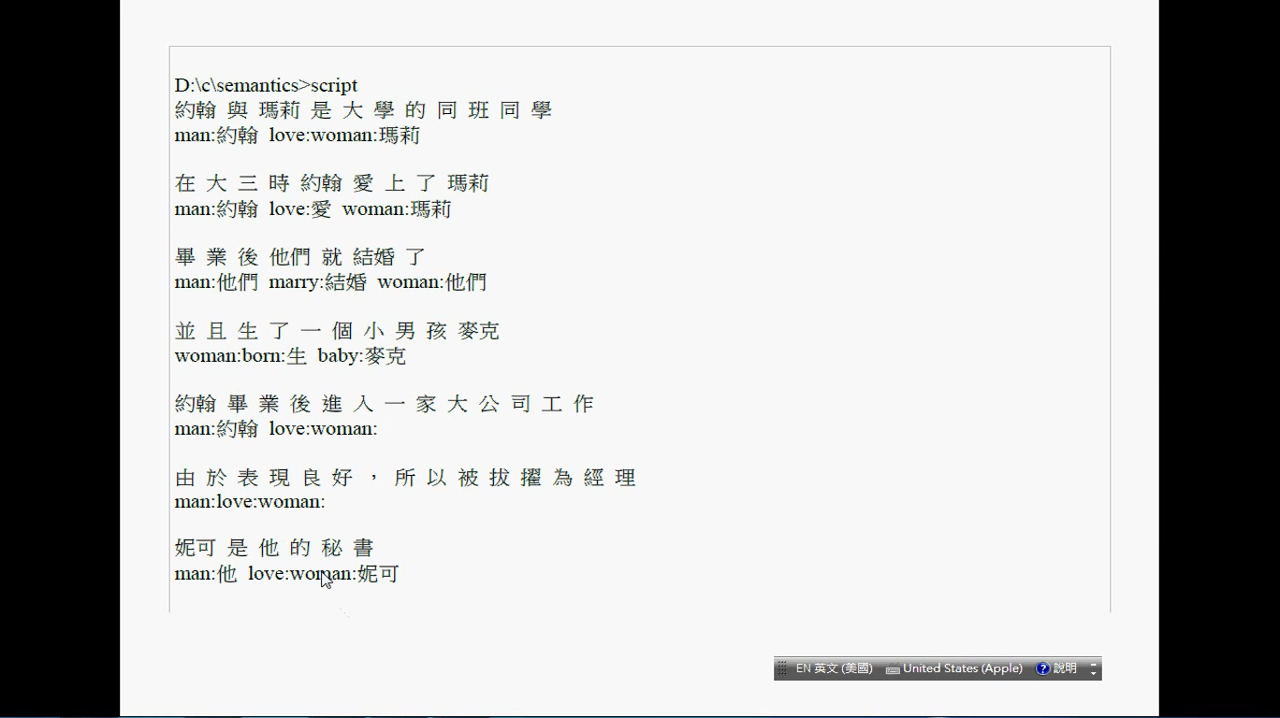 D:\c\semantics>script
約翰 與 瑪莉 是 大 學 的 同 班 同 學
man:約翰 love:woman:瑪莉
在 大 三 時 約翰 愛 上 了 瑪莉
man:約翰 love:愛 woman:瑪莉
畢 業 後 他們 就 結婚 了
man:他們 marry:結婚 woman:他們
並 且 生 了 一 個 小 男 孩 麥克
woman:born:生 baby:麥克
約翰 畢 業 後 進 入 一 家 大 公 司 工 作
man:約翰 love:woman:
由 於 表 現 良 好 , 所 以 被 拔 擢 為 經 理
man:love:woman:
妮可 是 他 的 秘 書
man:他 love:woman:妮可
EN 英文 (美國) United States (Apple) 說明